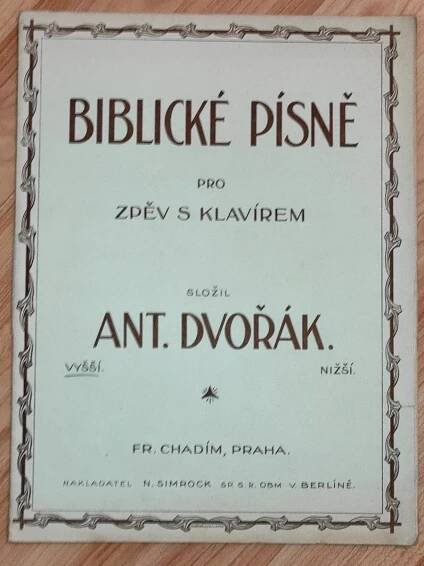 BIBLICKÉ PÍSNĚ
PRO
ZPĚV S KLAVÍREM
SLOŽIL
ANT. DVOŘÁK.
VYŠŠÍ. NIŽŠÍ.
FR. CHADÍM, PRAHA.
NAKLADATEL N. SIMROCK SP. S. R. OBM V BERLÍNĚ.